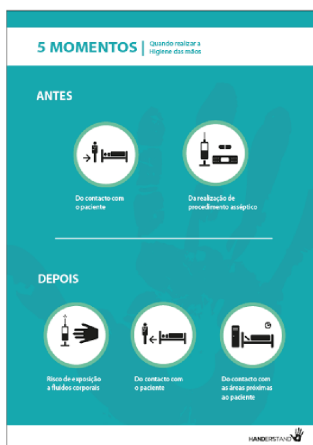 5 MOMENTOS
Quando realizar a
Higiene das mãos
ANTES
Do contacto com
o paciente
Da realização de
procedimento asséptico
DEPOIS
Risco de exposição
a fluidos corporais
Do contacto com
o paciente
Do contacto com
as áreas próximas
ao paciente
HANDERSTAND